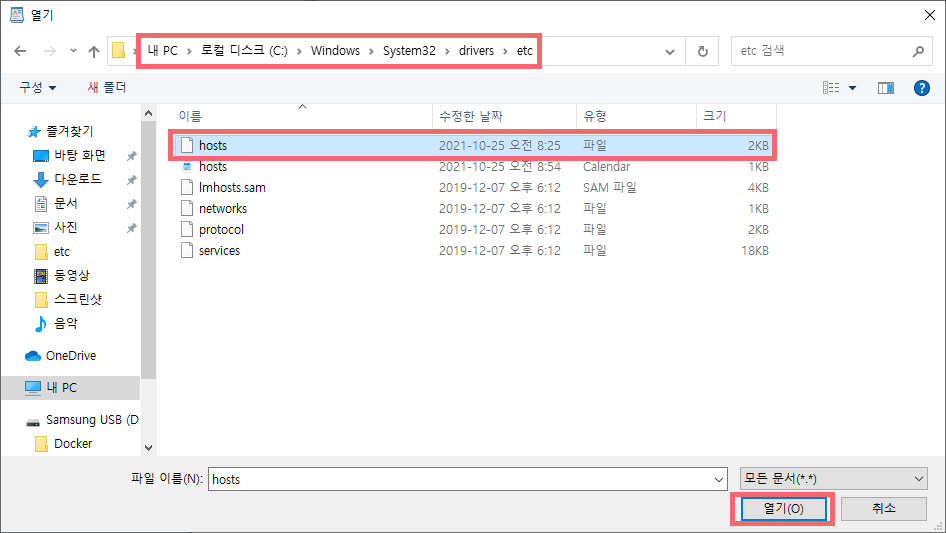 열기
내 PC > 로컬 디스크 (C:) > Windows > System32 > drivers > etc
etc 검색
구성
새 폴더
?
이름 수정한 날짜 유형 크기
hosts 2021-10-25 오전 8:25 파일 2KB
hosts 2021-10-25 오전 8:54 Calendar 1KB
lmhosts.sam 2019-12-07 오후 6:12 SAM 파일 4KB
networks 2019-12-07 오후 6:12 파일 1KB
protocol 2019-12-07 오후 6:12 파일 2KB
services 2019-12-07 오후 6:12 파일 18KB
즐겨찾기
바탕 화면
다운로드
문서
사진
etc
동영상
스크린샷
음악
OneDrive
내 PC
Samsung USB (D
Docker
파일 이름(N): hosts
모든 문서(*.*)
열기(O) 취소